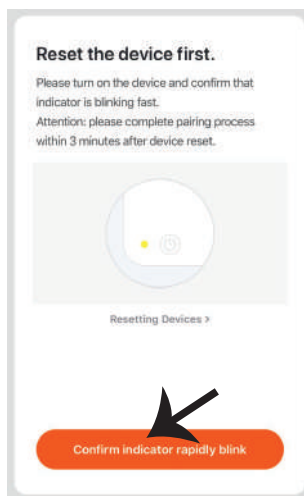 Reset the device first.
Please turn on the device and confirm that
indicator is blinking fast.
Attention: please complete pairing process
within 3 minutes after device reset.
Resetting Devices >
Confirm indicator rapidly blink